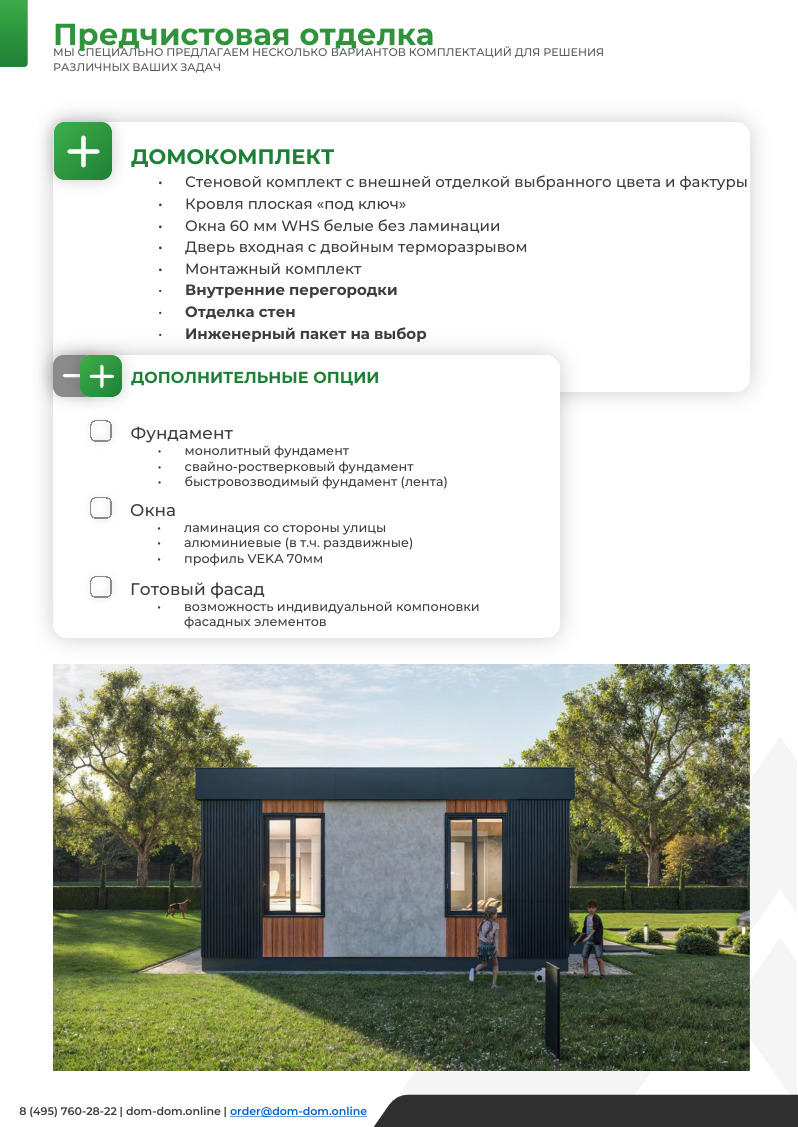 Предчистовая отделка
МЫ СПЕЦИАЛЬНО ПРЕДЛАГАЕМ НЕСКОЛЬКО ВАРИАНТОВ КОМПЛЕКТАЦИЙ ДЛЯ РЕШЕНИЯ
РАЗЛИЧНЫХ ВАШИХ ЗАДАЧ
ДОМОКОМПЛЕКТ
• Стеновой комплект с внешней отделкой выбранного цвета и фактуры
• Кровля плоская «под ключ»
• Окна 60 мм WHS белые без ламинации
• Дверь входная с двойным терморазрывом
• Монтажный комплект
• Внутренние перегородки
• Отделка стен
• Инженерный пакет на выбор
ДОПОЛНИТЕЛЬНЫЕ ОПЦИИ
Фундамент
• монолитный фундамент
• свайно-ростверковый фундамент
• быстровозводимый фундамент (лента)
Окна
• ламинация со стороны улицы
• алюминиевые (в т.ч. раздвижные)
• профиль VEKA 70мм
Готовый фасад
• возможность индивидуальной компоновки
фасадных элементов
8 (495) 760-28-22 | dom-dom.online | order@dom-dom.online